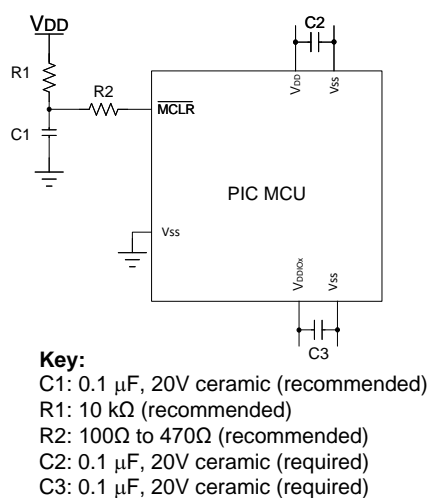 VDD
R1
R2
C1
C2
VDD
Vss
MCLR
PIC MCU
Vss
VDDIOx
Vss
C3
Key:
C1: 0.1 μF, 20V ceramic (recommended)
R1: 10 kΩ (recommended)
R2: 100Ω to 470Ω (recommended)
C2: 0.1 μF, 20V ceramic (required)
C3: 0.1 μF, 20V ceramic (required)